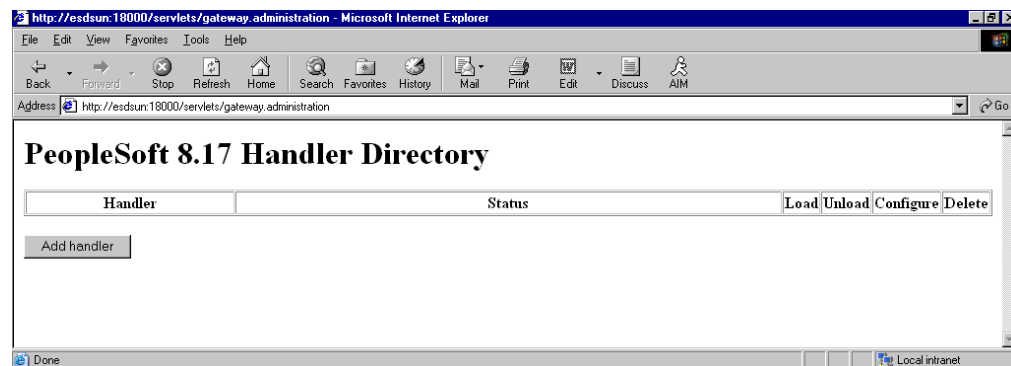 http://esdsun:18000/servlets/gateway.administration - Microsoft Internet Explorer
File Edit View Favorites Tools Help
Back Forward Stop Refresh Home Search Favorites History Mail Print Edit Discuss AIM
Address http://esdsun:18000/servlets/gateway.administration Go
PeopleSoft 8.17 Handler Directory
Handler Status Load Unload Configure Delete
Add handler
Done Local intranet